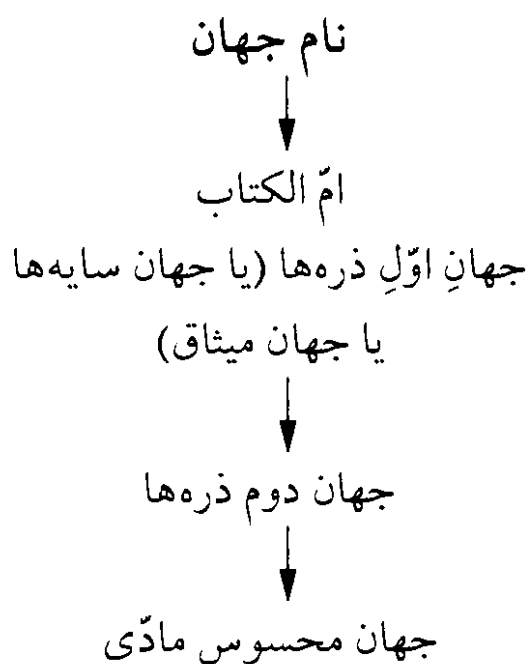 نام جهان
امّ الکتاب
جهانِ اوّلِ ذره‌ها (یا جهان سایه‌ها
یا جهان میثاق)
جهان دوم ذره‌ها
جهان محسوس مادّی